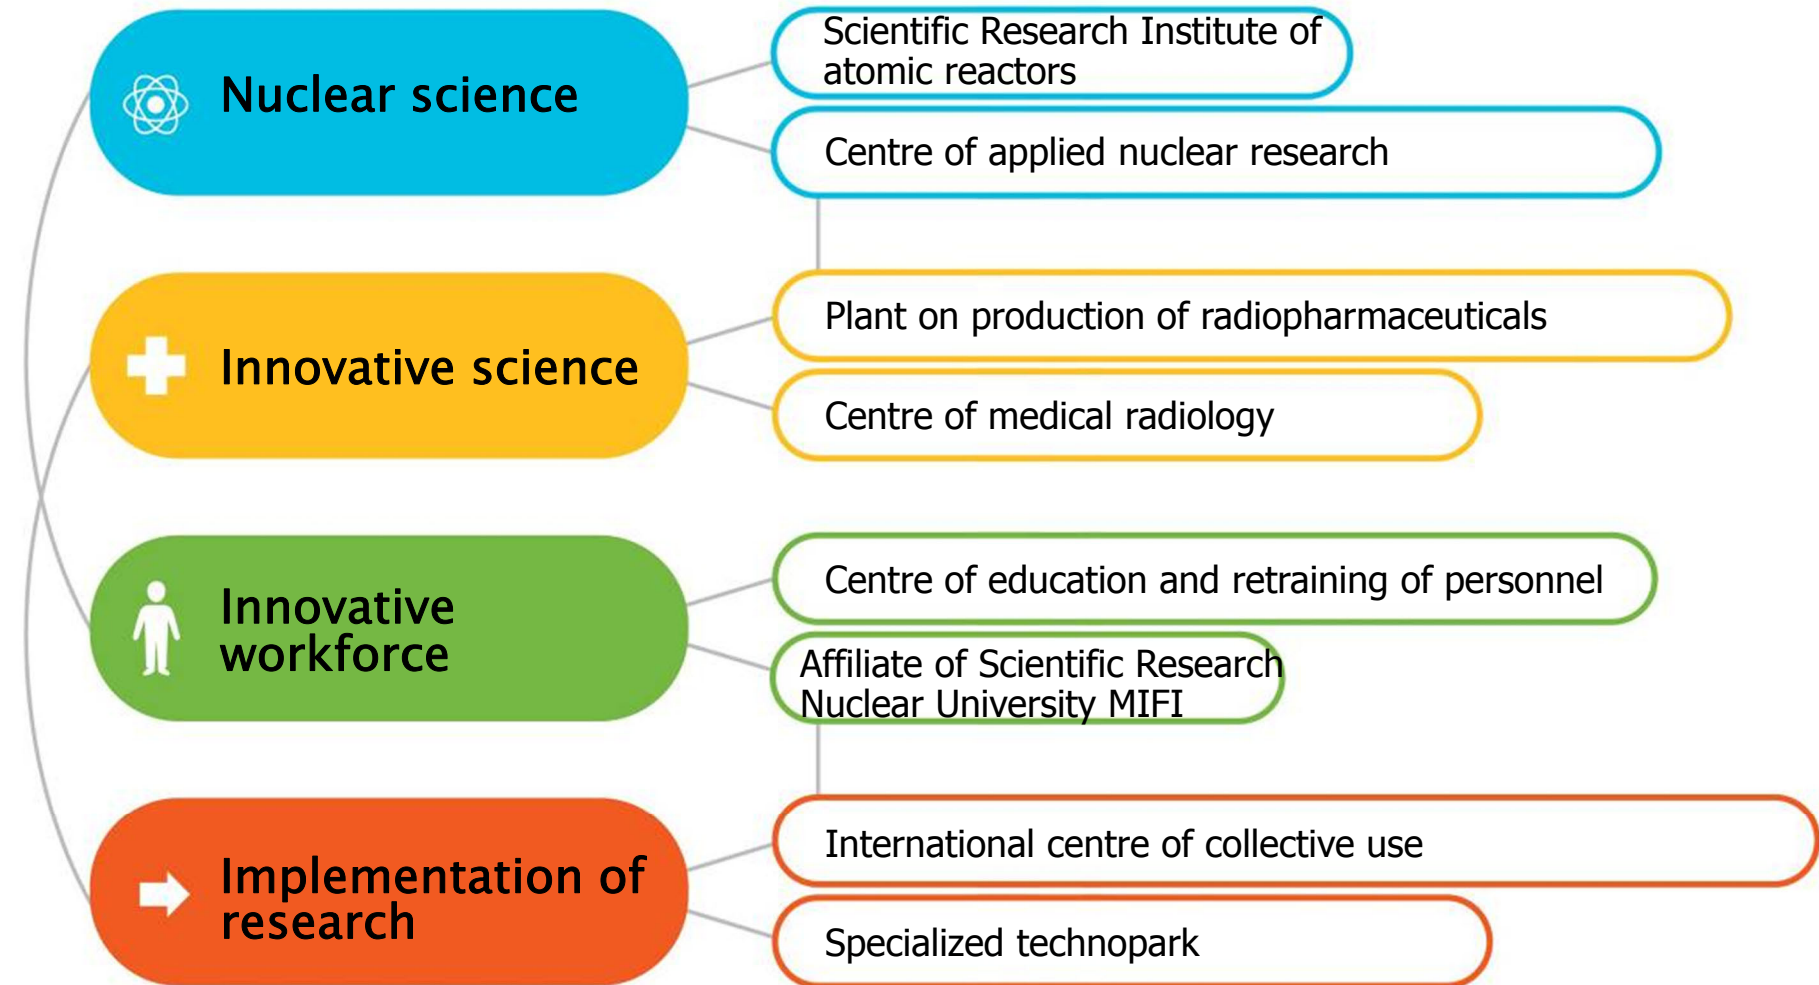 Nuclear science
Scientific Research Institute of
atomic reactors
Centre of applied nuclear research
Innovative science
Plant on production of radiopharmaceuticals
Centre of medical radiology
Innovative
workforce
Centre of education and retraining of personnel
Affiliate of Scientific Research
Nuclear University MIFI
Implementation of
research
International centre of collective use
Specialized technopark